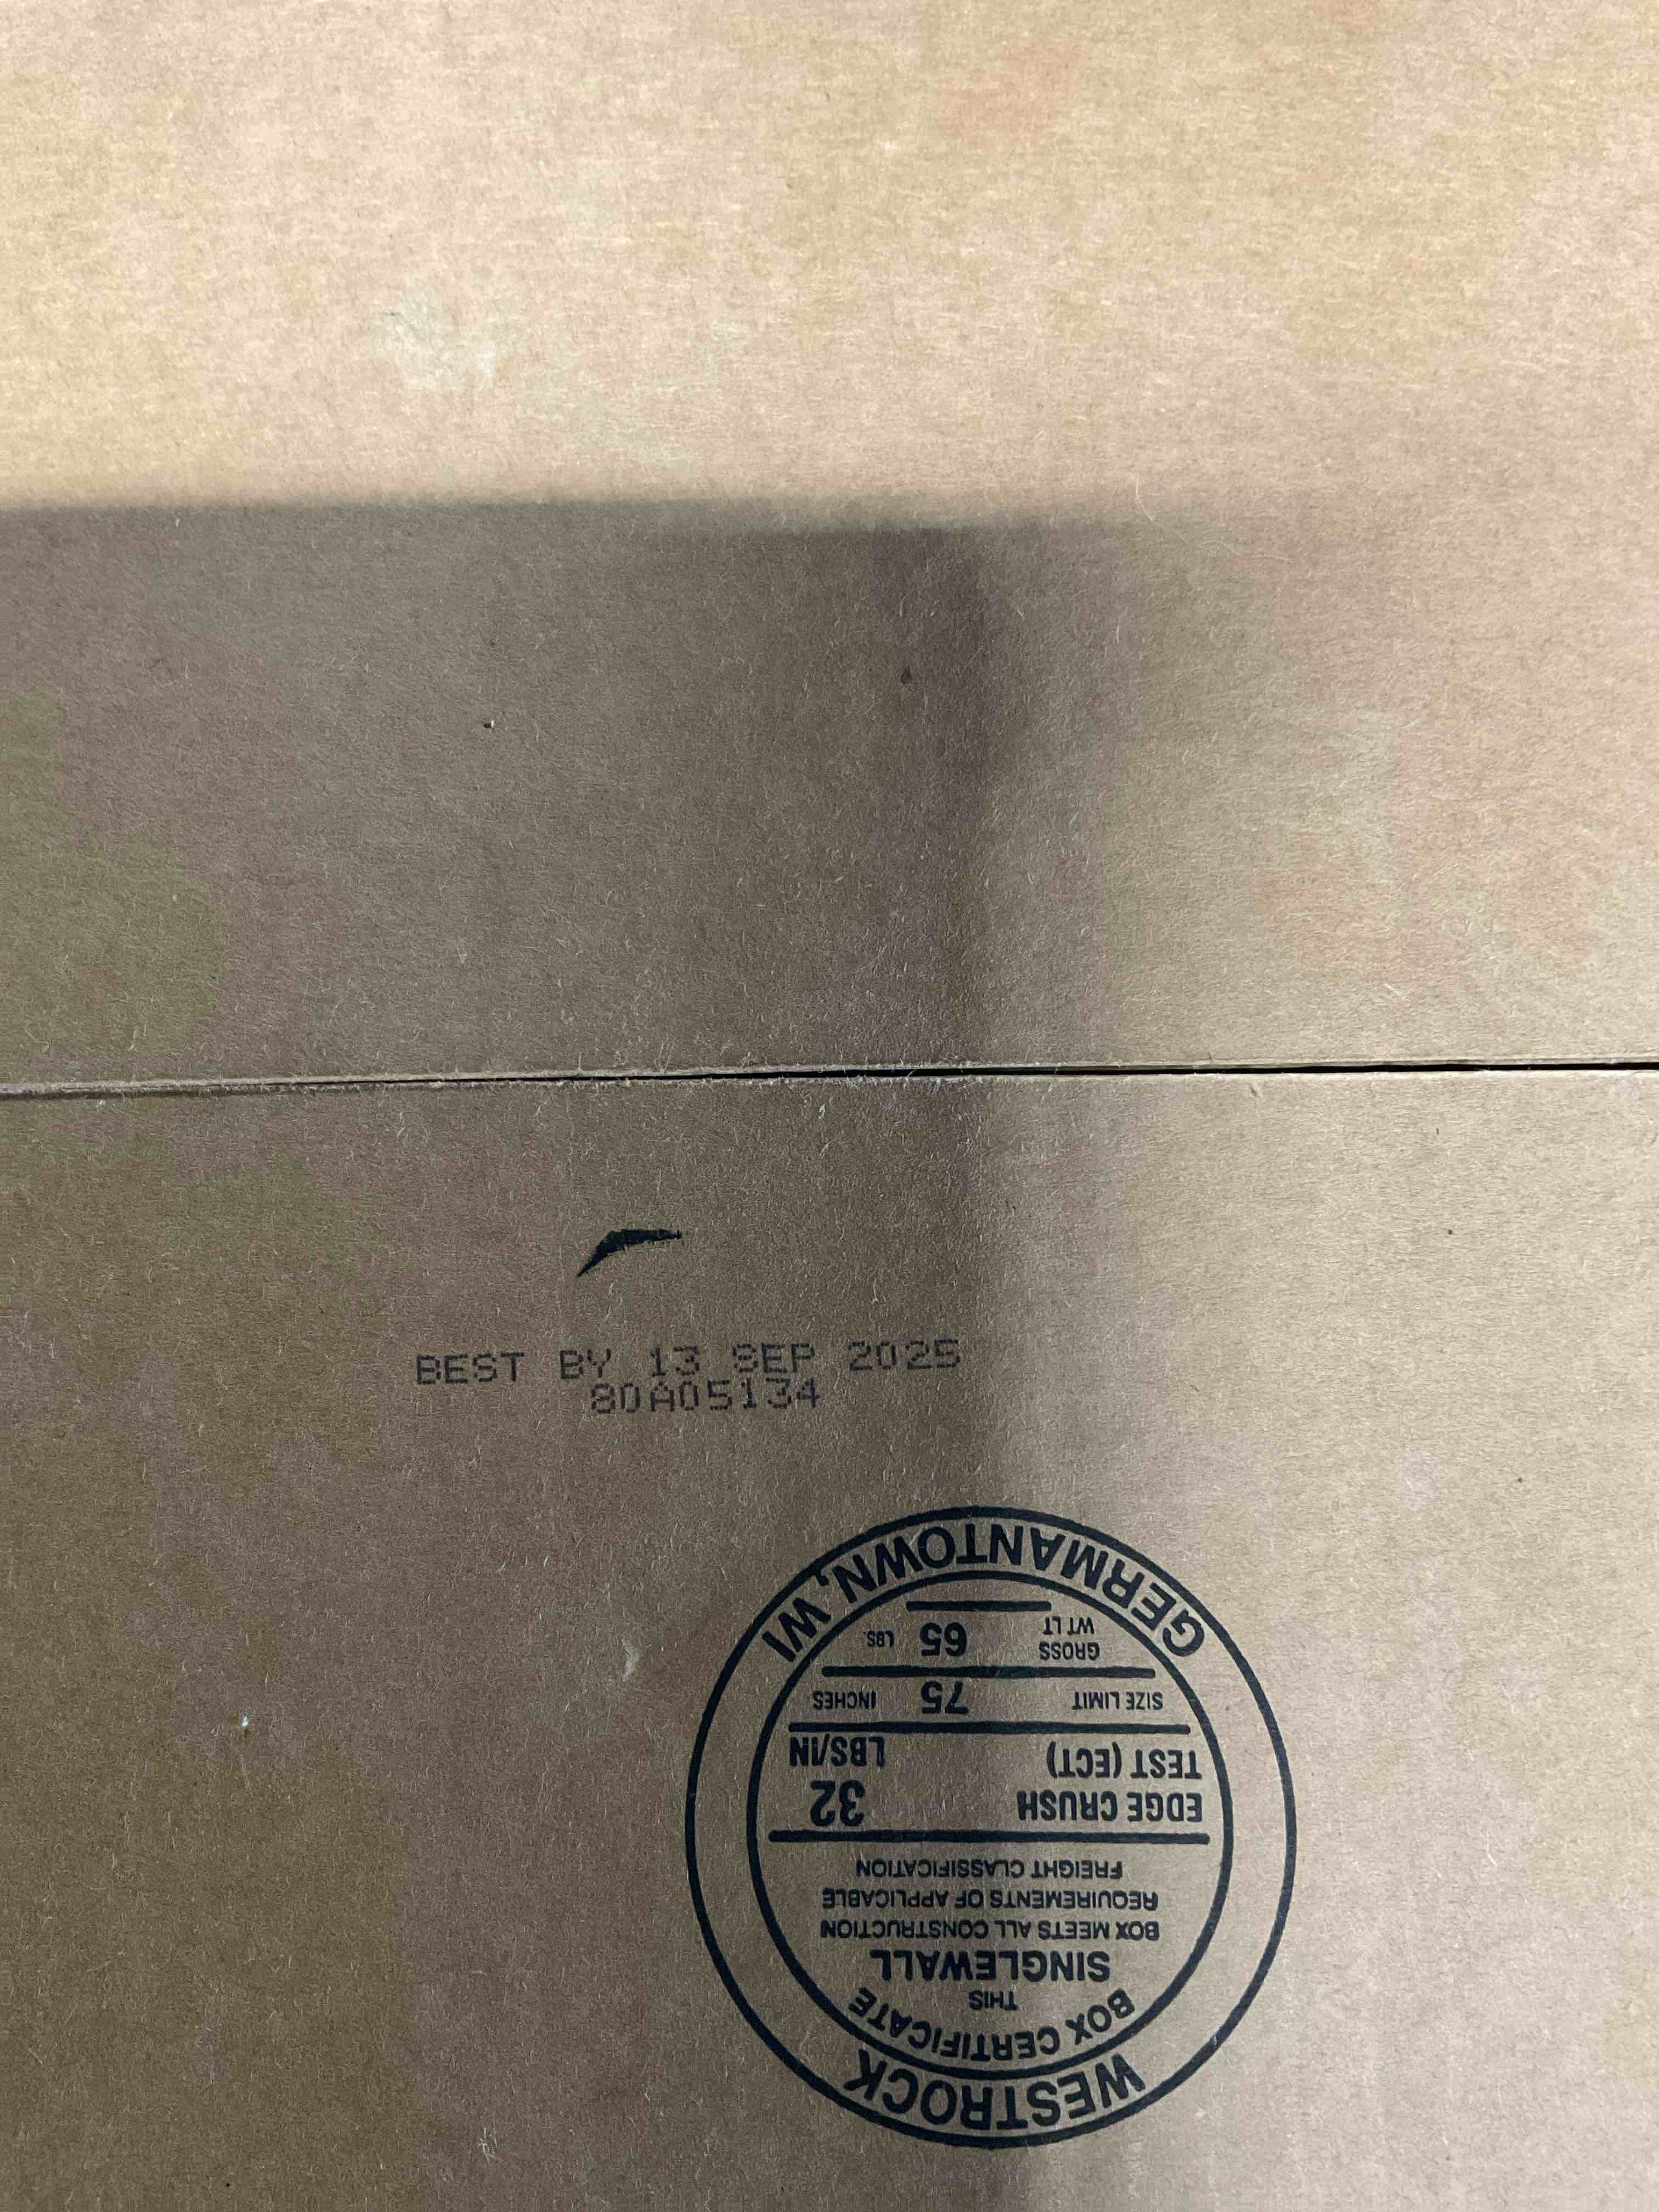 BEST BY 13 SEP 2025
80A05134
WESTROCK
BOX CERTIFICATE
THIS
SINGLEWALL
BOX MEETS ALL CONSTRUCTION
REQUIREMENTS OF APPLICABLE
FREIGHT CLASSIFICATION
EDGE CRUSH 32
TEST (ECT) LBS/IN
SIZE LIMIT 75 INCHES
GROSS
WT LT 65 LBS.
GERMANTOWN, WI